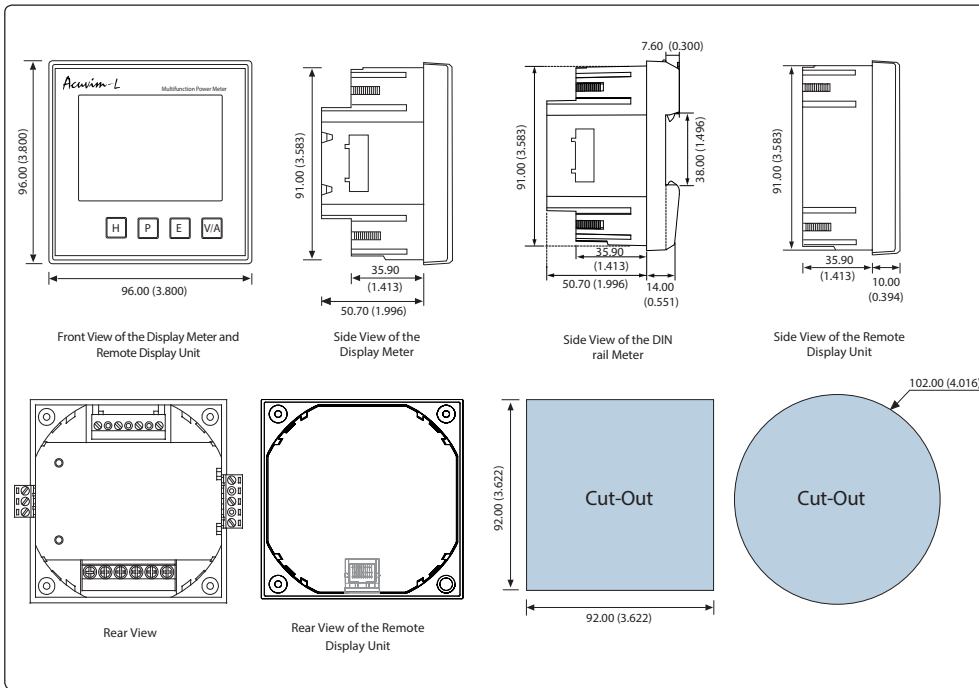 Acuvim-L
Multifunction Power Meter
H
P
E
V/A
96.00 (3.800)
96.00 (3.800)
Front View of the Display Meter and
Remote Display Unit
91.00 (3.583)
35.90
(1.413)
50.70 (1.996)
Side View of the
Display Meter
7.60 (0.300)
91.00 (3.583)
38.00 (1.496)
35.90
(1.413)
50.70 (1.996)
14.00
(0.551)
Side View of the DIN
rail Meter
91.00 (3.583)
35.90
(1.413)
10.00
(0.394)
Side View of the Remote
Display Unit
Rear View
Rear View of the Remote
Display Unit
92.00 (3.622)
Cut-Out
92.00 (3.622)
102.00 (4.016)
Cut-Out